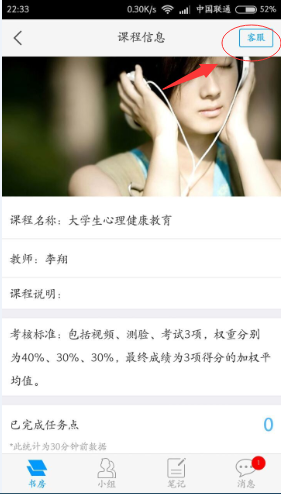 22:33 0.30K/s 中国联通 52%
课程信息 客服
课程名称：大学生心理健康教育
教师：李翔
课程说明：
考核标准：包括视频、测验、考试3项，权重分别
为40%、30%、30%，最终成绩为3项得分的加权平
均值。
已完成任务点 0
*此统计为30分钟前数据
书房 小组 笔记 消息
1